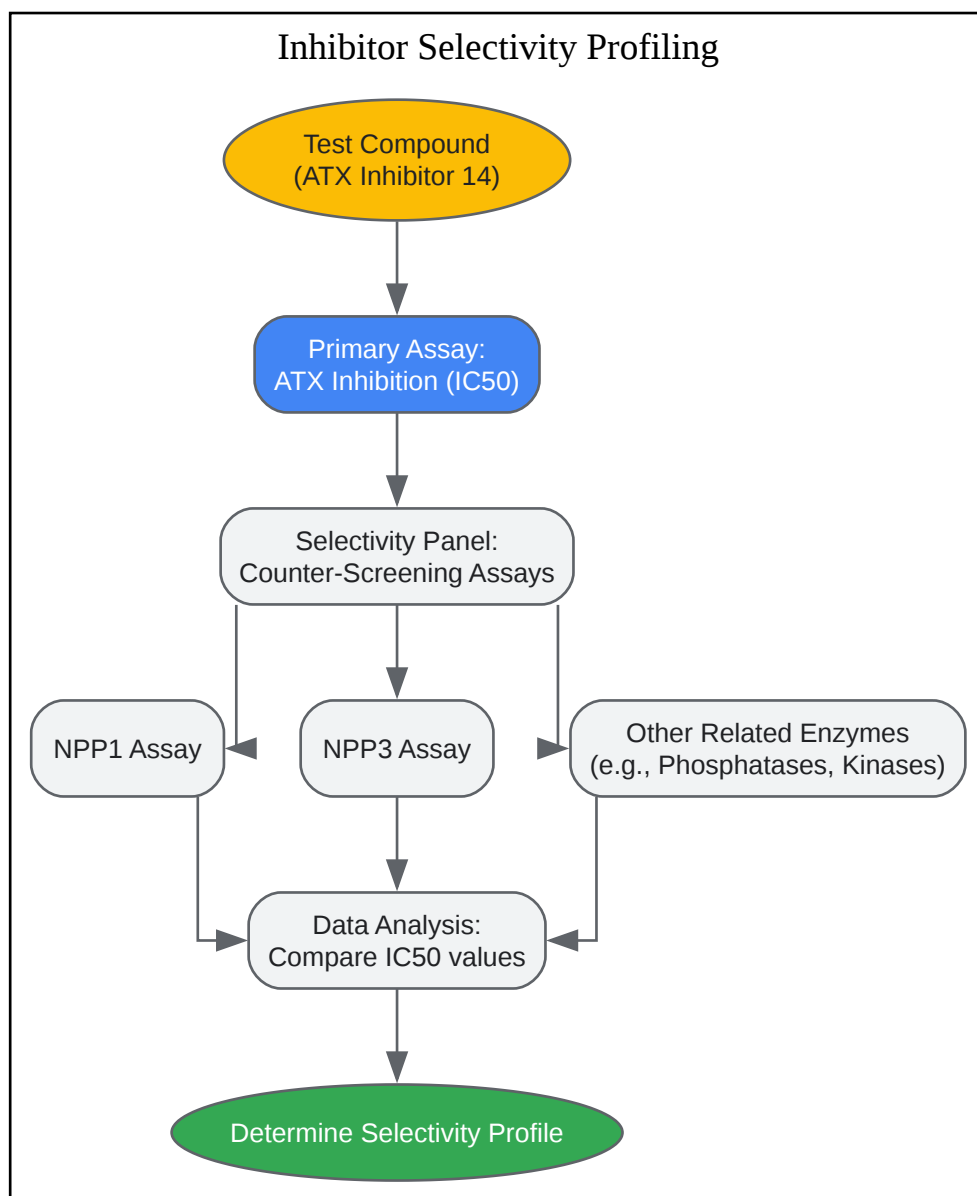 Inhibitor Selectivity Profiling
Test Compound
(ATX Inhibitor 14)
Primary Assay:
ATX Inhibition (IC50)
Selectivity Panel:
Counter-Screening Assays
NPP1 Assay
NPP3 Assay
Other Related Enzymes
(e.g., Phosphatases, Kinases)
Data Analysis:
Compare IC50 values
Determine Selectivity Profile